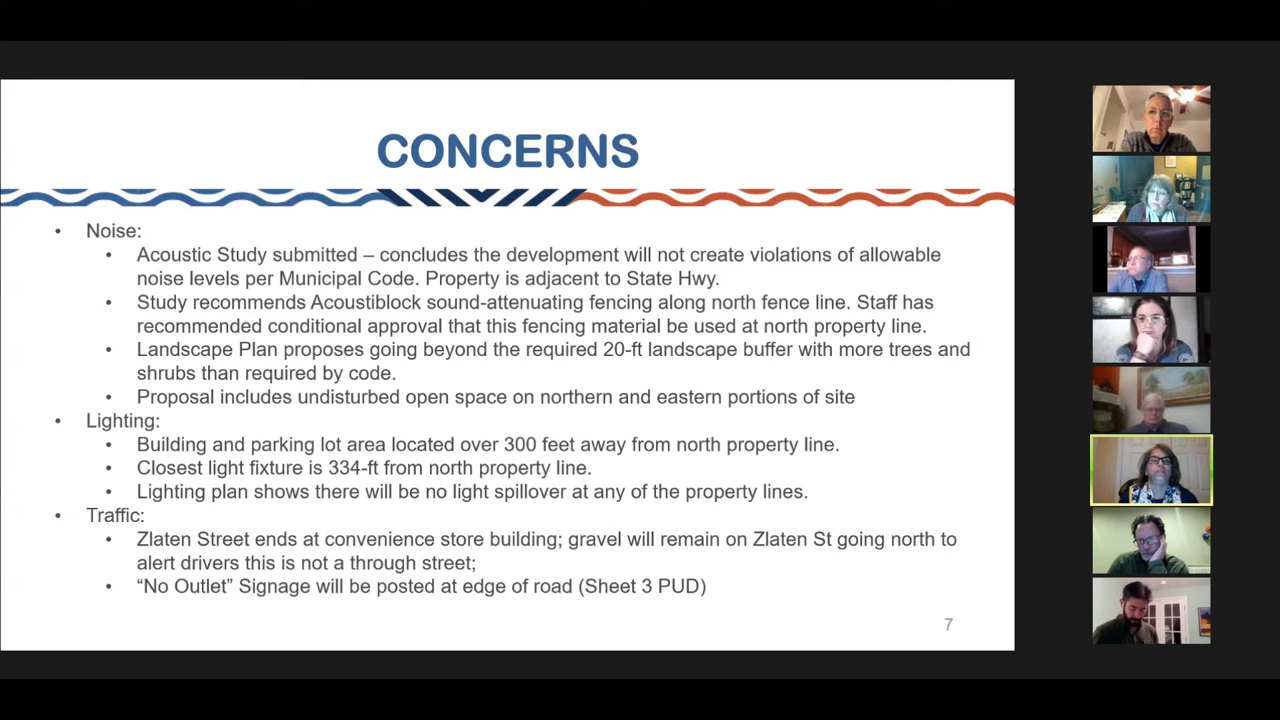 CONCERNS
• Noise:
• Acoustic Study submitted – concludes the development will not create violations of allowable
noise levels per Municipal Code. Property is adjacent to State Hwy.
• Study recommends Acoustiblock sound-attenuating fencing along north fence line. Staff has
recommended conditional approval that this fencing material be used at north property line.
• Landscape Plan proposes going beyond the required 20-ft landscape buffer with more trees and
shrubs than required by code.
• Proposal includes undisturbed open space on northern and eastern portions of site
• Lighting:
• Building and parking lot area located over 300 feet away from north property line.
• Closest light fixture is 334-ft from north property line.
• Lighting plan shows there will be no light spillover at any of the property lines.
• Traffic:
• Zlaten Street ends at convenience store building; gravel will remain on Zlaten St going north to
alert drivers this is not a through street;
• “No Outlet” Signage will be posted at edge of road (Sheet 3 PUD)
7